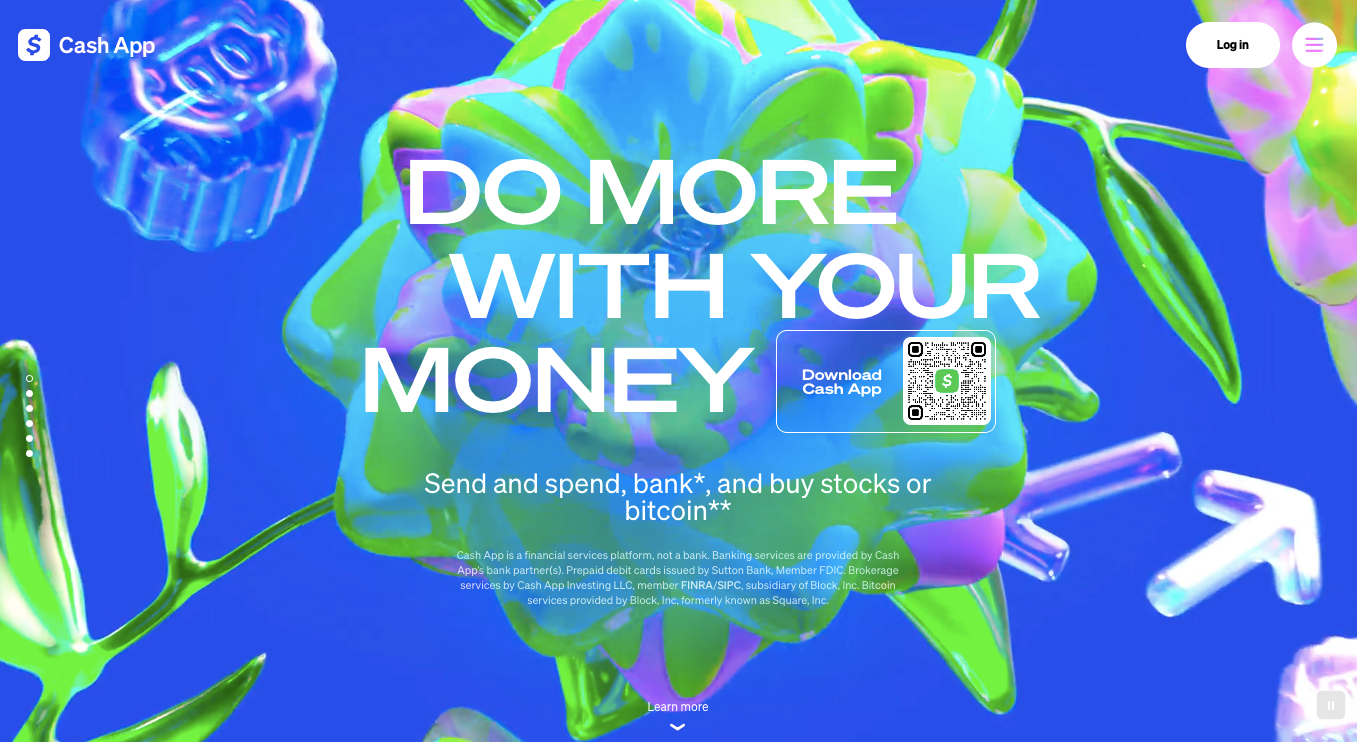 Cash App
Log in
DO MORE
WITH YOUR
MONEY
Download
Cash App
Send and spend, bank*, and buy stocks or
bitcoin**
Cash App is a financial services platform, not a bank. Banking services are provided by Cash
App's bank partner(s). Prepaid debit cards issued by Sutton Bank, Member FDIC. Brokerage
services by Cash App Investing LLC, member FINRA/SIPC, subsidiary of Block, Inc. Bitcoin
services provided by Block, Inc. formerly known as Square, Inc.
Learn more